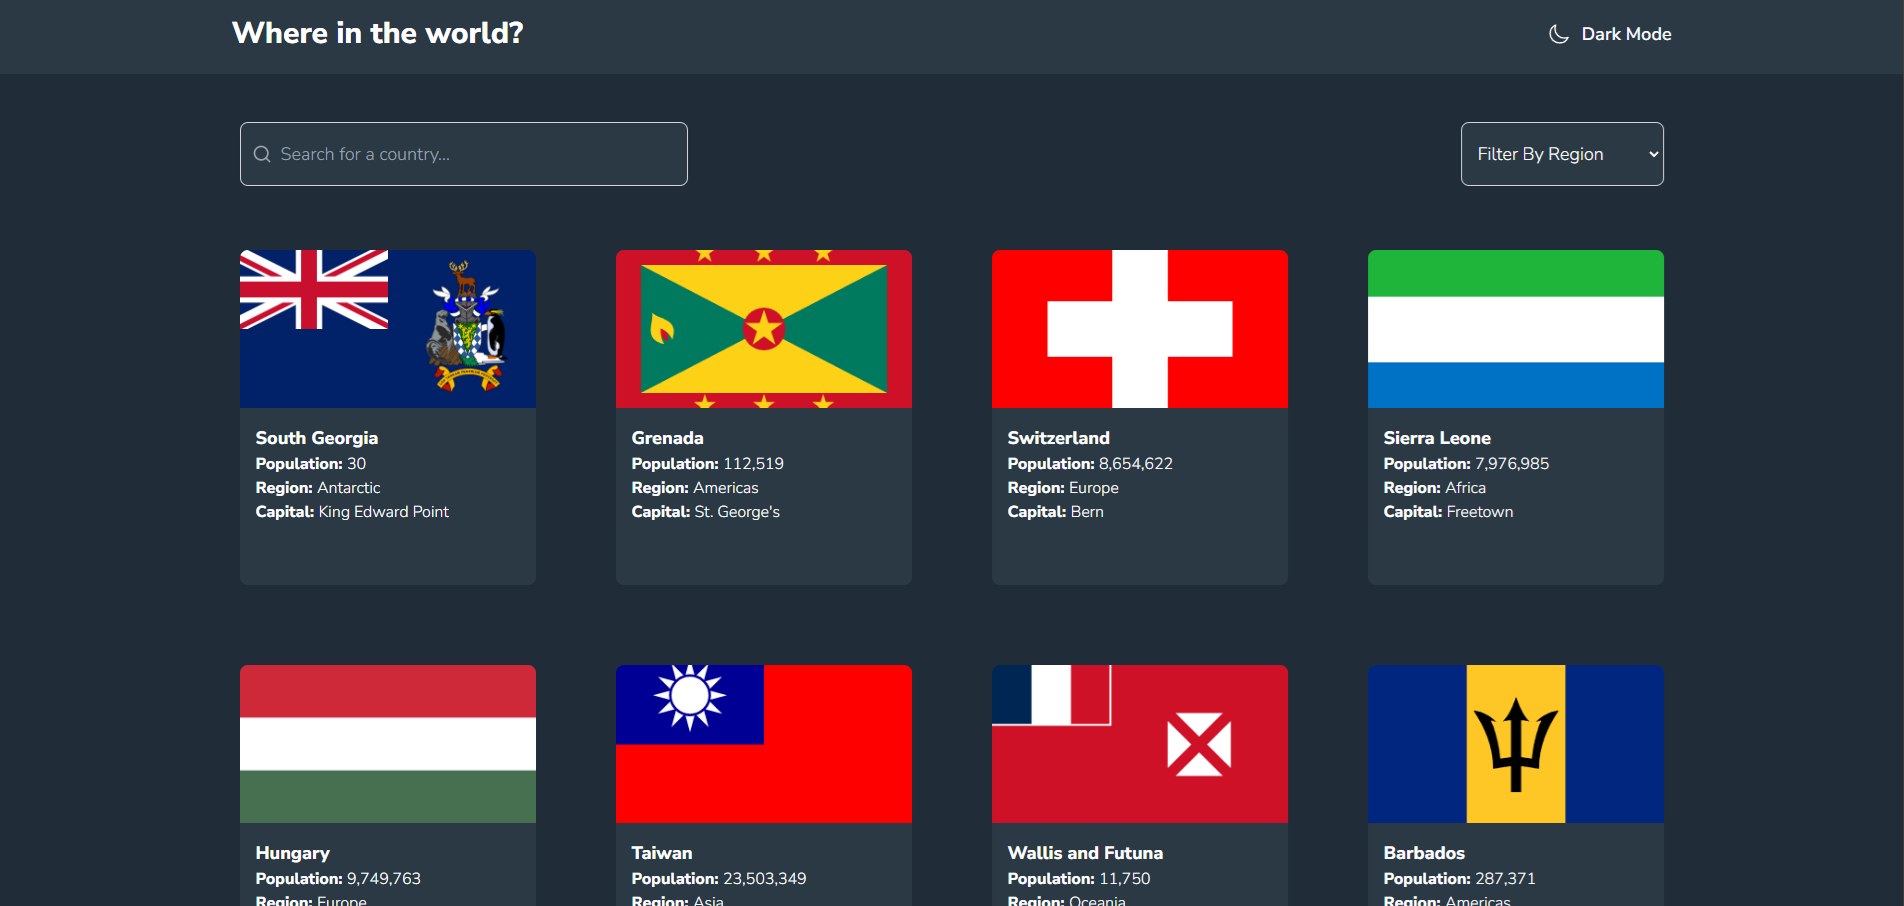 Where in the world?
Dark Mode
Search for a country...
Filter By Region
South Georgia
Population: 30
Region: Antarctic
Capital: King Edward Point
Grenada
Population: 112,519
Region: Americas
Capital: St. George's
Switzerland
Population: 8,654,622
Region: Europe
Capital: Bern
Sierra Leone
Population: 7,976,985
Region: Africa
Capital: Freetown
Hungary
Population: 9,749,763
Region: Europe
Taiwan
Population: 23,503,349
Region: Asia
Wallis and Futuna
Population: 11,750
Region: Oceania
Barbados
Population: 287,371
Region: Americas